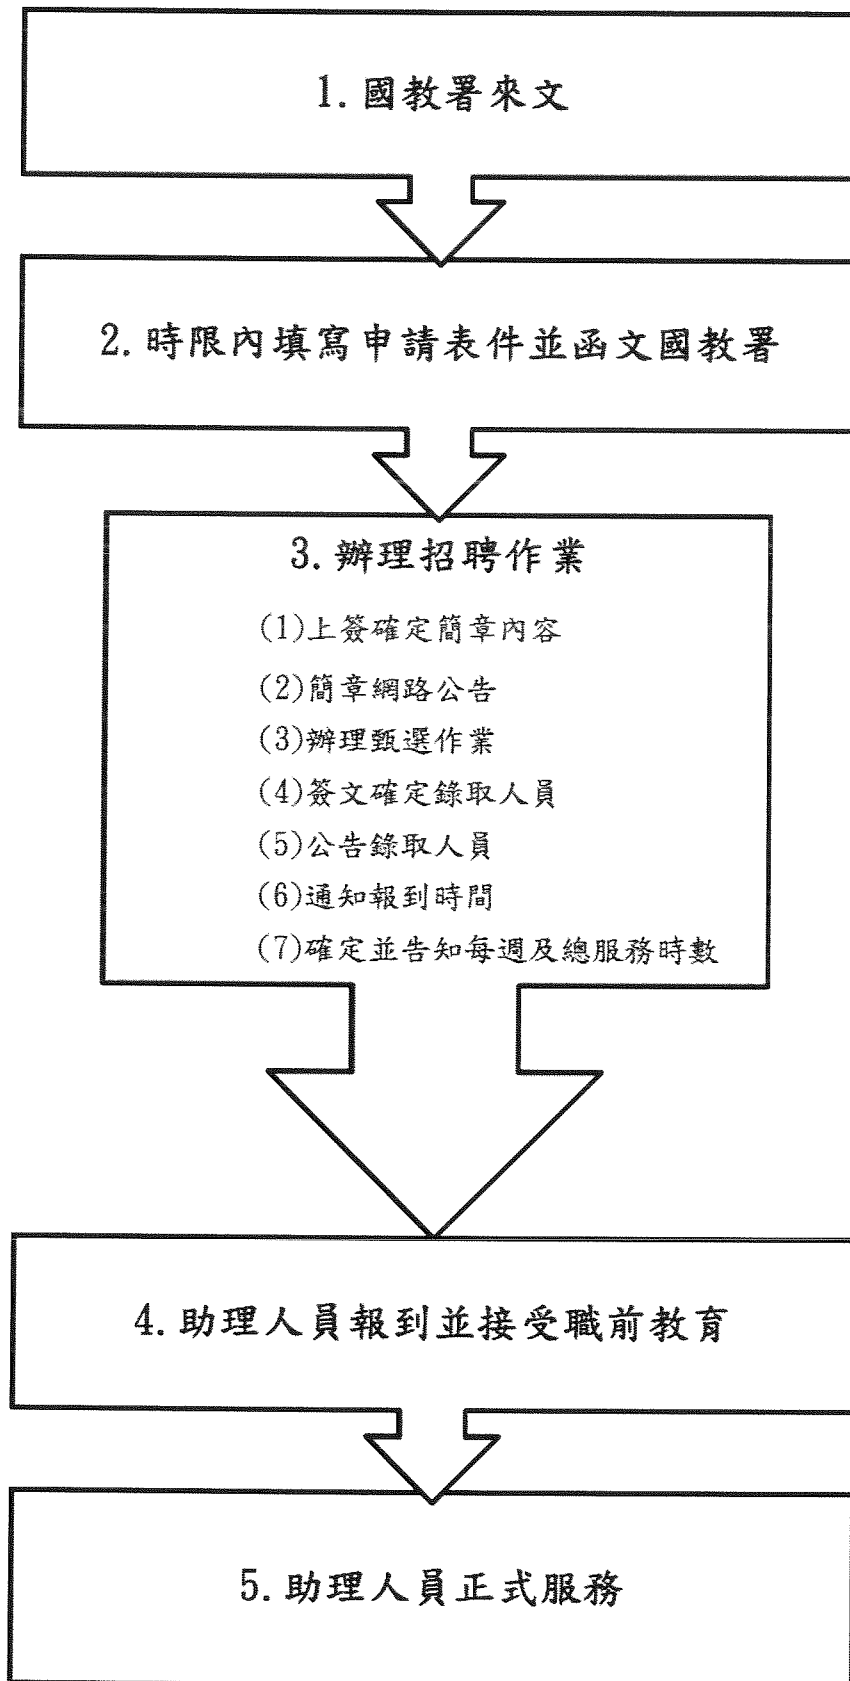 1.國教署來文
2.時限內填寫申請表件並函文國教署
3.辦理招聘作業
(1)上簽確定簡章內容
(2)簡章網路公告
(3)辦理甄選作業
(4)簽文確定錄取人員
(5)公告錄取人員
(6)通知報到時間
(7)確定並告知每週及總服務時數
4.助理人員報到並接受職前教育
5.助理人員正式服務